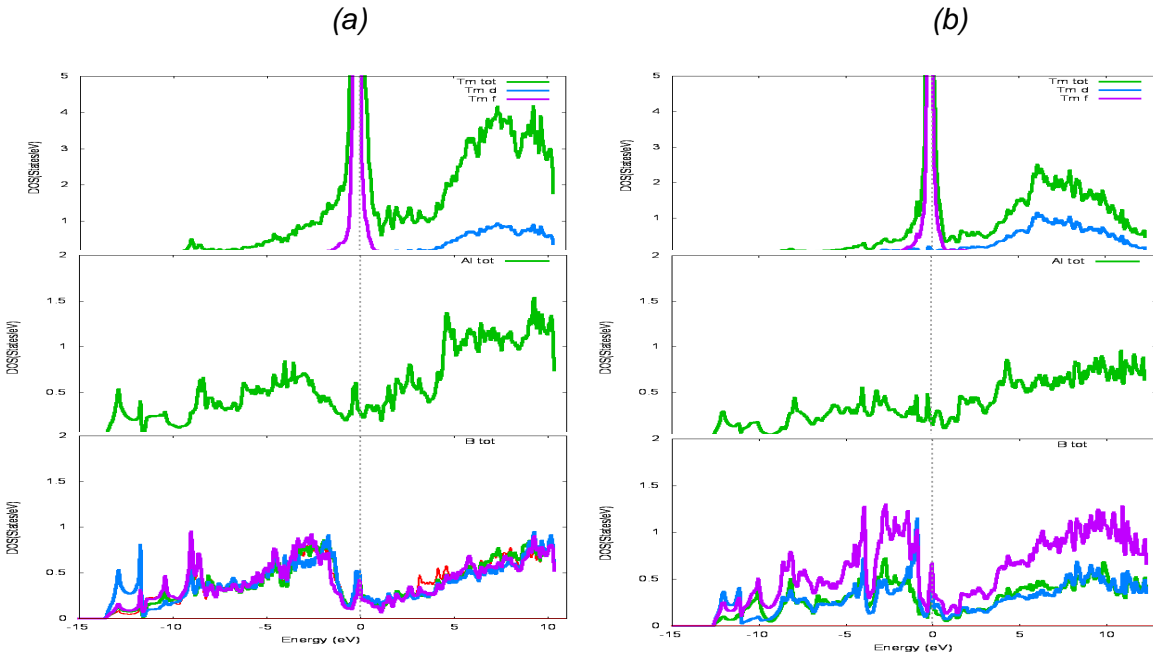 (a)
(b)
5
4
3
2
1
DOS(States/eV)
Tm tot
Tm d
Tm f
2
1.5
1
0.5
DOS(States/eV)
Al tot
2
1.5
1
0.5
0
DOS(States/eV)
B tot
-15
-10
-5
0
5
10
Energy (eV)
5
4
3
2
1
DOS(States/eV)
Tm tot
Tm d
Tm f
2
1.5
1
0.5
DOS(States/eV)
Al tot
2
1.5
1
0.5
0
DOS(States/eV)
B tot
-15
-10
-5
0
5
10
Energy (eV)